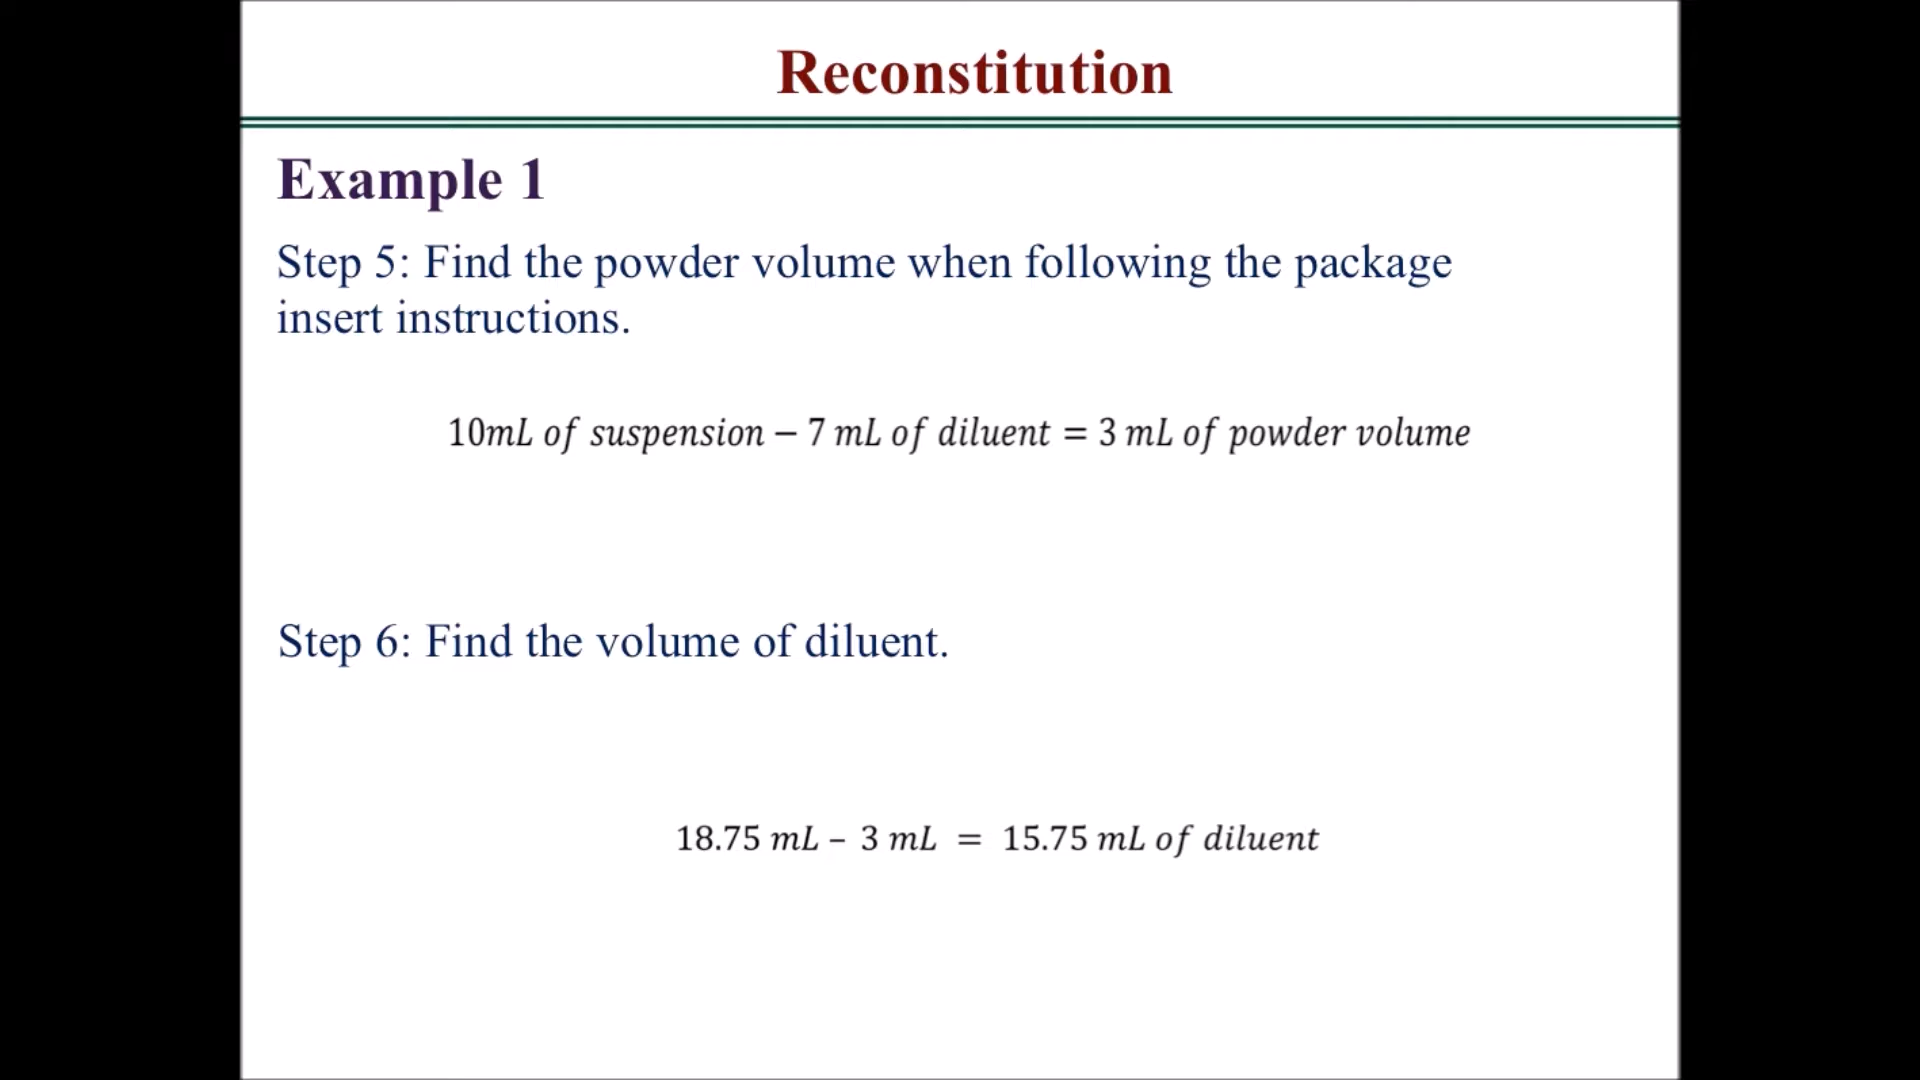 Reconstitution
Example 1
Step 5: Find the powder volume when following the package
insert instructions.
10mL of suspension − 7 mL of diluent = 3 mL of powder volume
Step 6: Find the volume of diluent.
18.75 mL – 3 mL = 15.75 mL of diluent